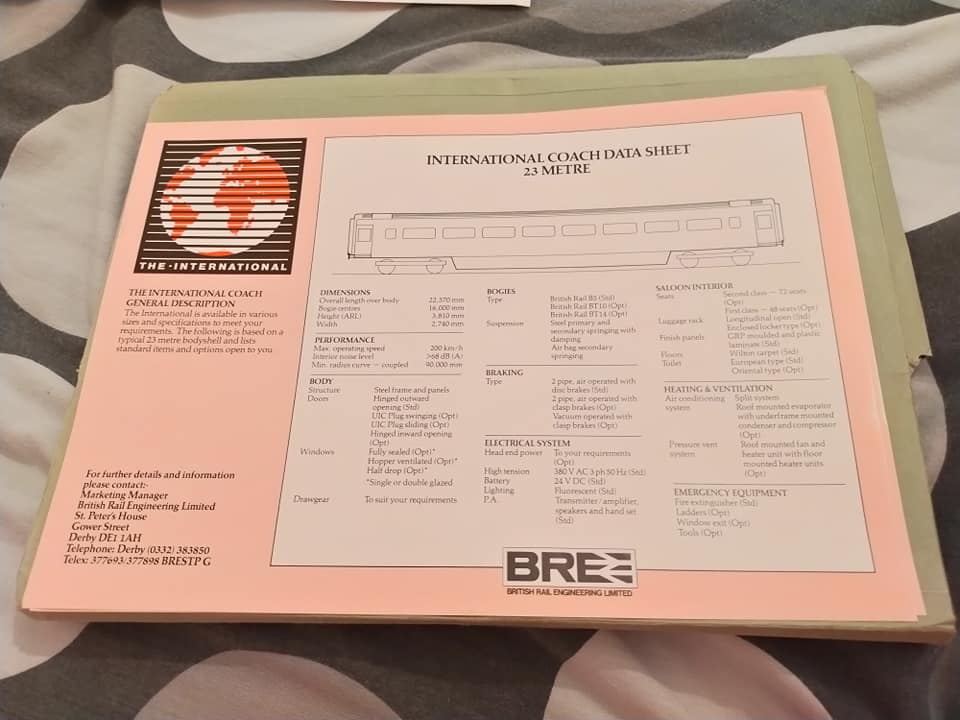 THE·INTERNATIONAL
THE INTERNATIONAL COACH
GENERAL DESCRIPTION
The International is available in various
sizes and specifications to meet your
requirements. The following is based on a
typical 23 metre bodyshell and lists
standard items and options open to you
For further details and information
please contact:-
Marketing Manager
British Rail Engineering Limited
St. Peter's House
Gower Street
Derby DE1 1AH
Telephone: Derby (0332) 383850
Telex: 377693/377898 BRESTP G
INTERNATIONAL COACH DATA SHEET
23 METRE
DIMENSIONS
Overall length over body 22,370 mm
Bogie centres 16,000 mm
Height (ARL) 3,810 mm
Width 2,740 mm
PERFORMANCE
Max. operating speed 200 km/h
Interior noise level >68 dB (A)
Min. radius curve — coupled 90,000 mm
BODY
Structure Steel frame and panels
Doors Hinged outward
opening (Std)
UIC Plug swinging (Opt)
UIC Plug sliding (Opt)
Hinged inward opening
(Opt)
Windows Fully sealed (Opt)*
Hopper ventilated (Opt)*
Half drop (Opt)*
*Single or double glazed
Drawgear To suit your requirements
BOGIES
Type British Rail B5 (Std)
British Rail BT10 (Opt)
British Rail BT14 (Opt)
Suspension Steel primary and
secondary springing with
damping
Air bag secondary
springing
BRAKING
Type 2 pipe, air operated with
disc brakes (Std)
2 pipe, air operated with
clasp brakes (Opt)
Vacuum operated with
clasp brakes (Opt)
ELECTRICAL SYSTEM
Head end power To your requirements
(Opt)
High tension 380 V AC 3 ph 50 Hz (Std)
Battery 24 V DC (Std)
Lighting Fluorescent (Std)
P.A. Transmitter/amplifier,
speakers and hand set
(Std)
SALOON INTERIOR
Seats Second class — 72 seats
(Opt)
First class — 48 seats (Opt)
Luggage rack Longitudinal open (Std)
Enclosed locker type (Opt)
Finish panels GRP moulded and plastic
laminate (Std)
Floors Wilton carpet (Std)
Toilet European type (Std)
Oriental type (Opt)
HEATING & VENTILATION
Air conditioning Split system
system Roof mounted evaporator
with underframe mounted
condenser and compressor
(Opt)
Pressure vent Roof mounted fan and
system heater unit with floor
mounted heater units
(Opt)
EMERGENCY EQUIPMENT
Fire extinguisher (Std)
Ladders (Opt)
Window exit (Opt)
Tools (Opt)
BRE
BRITISH RAIL ENGINEERING LIMITED